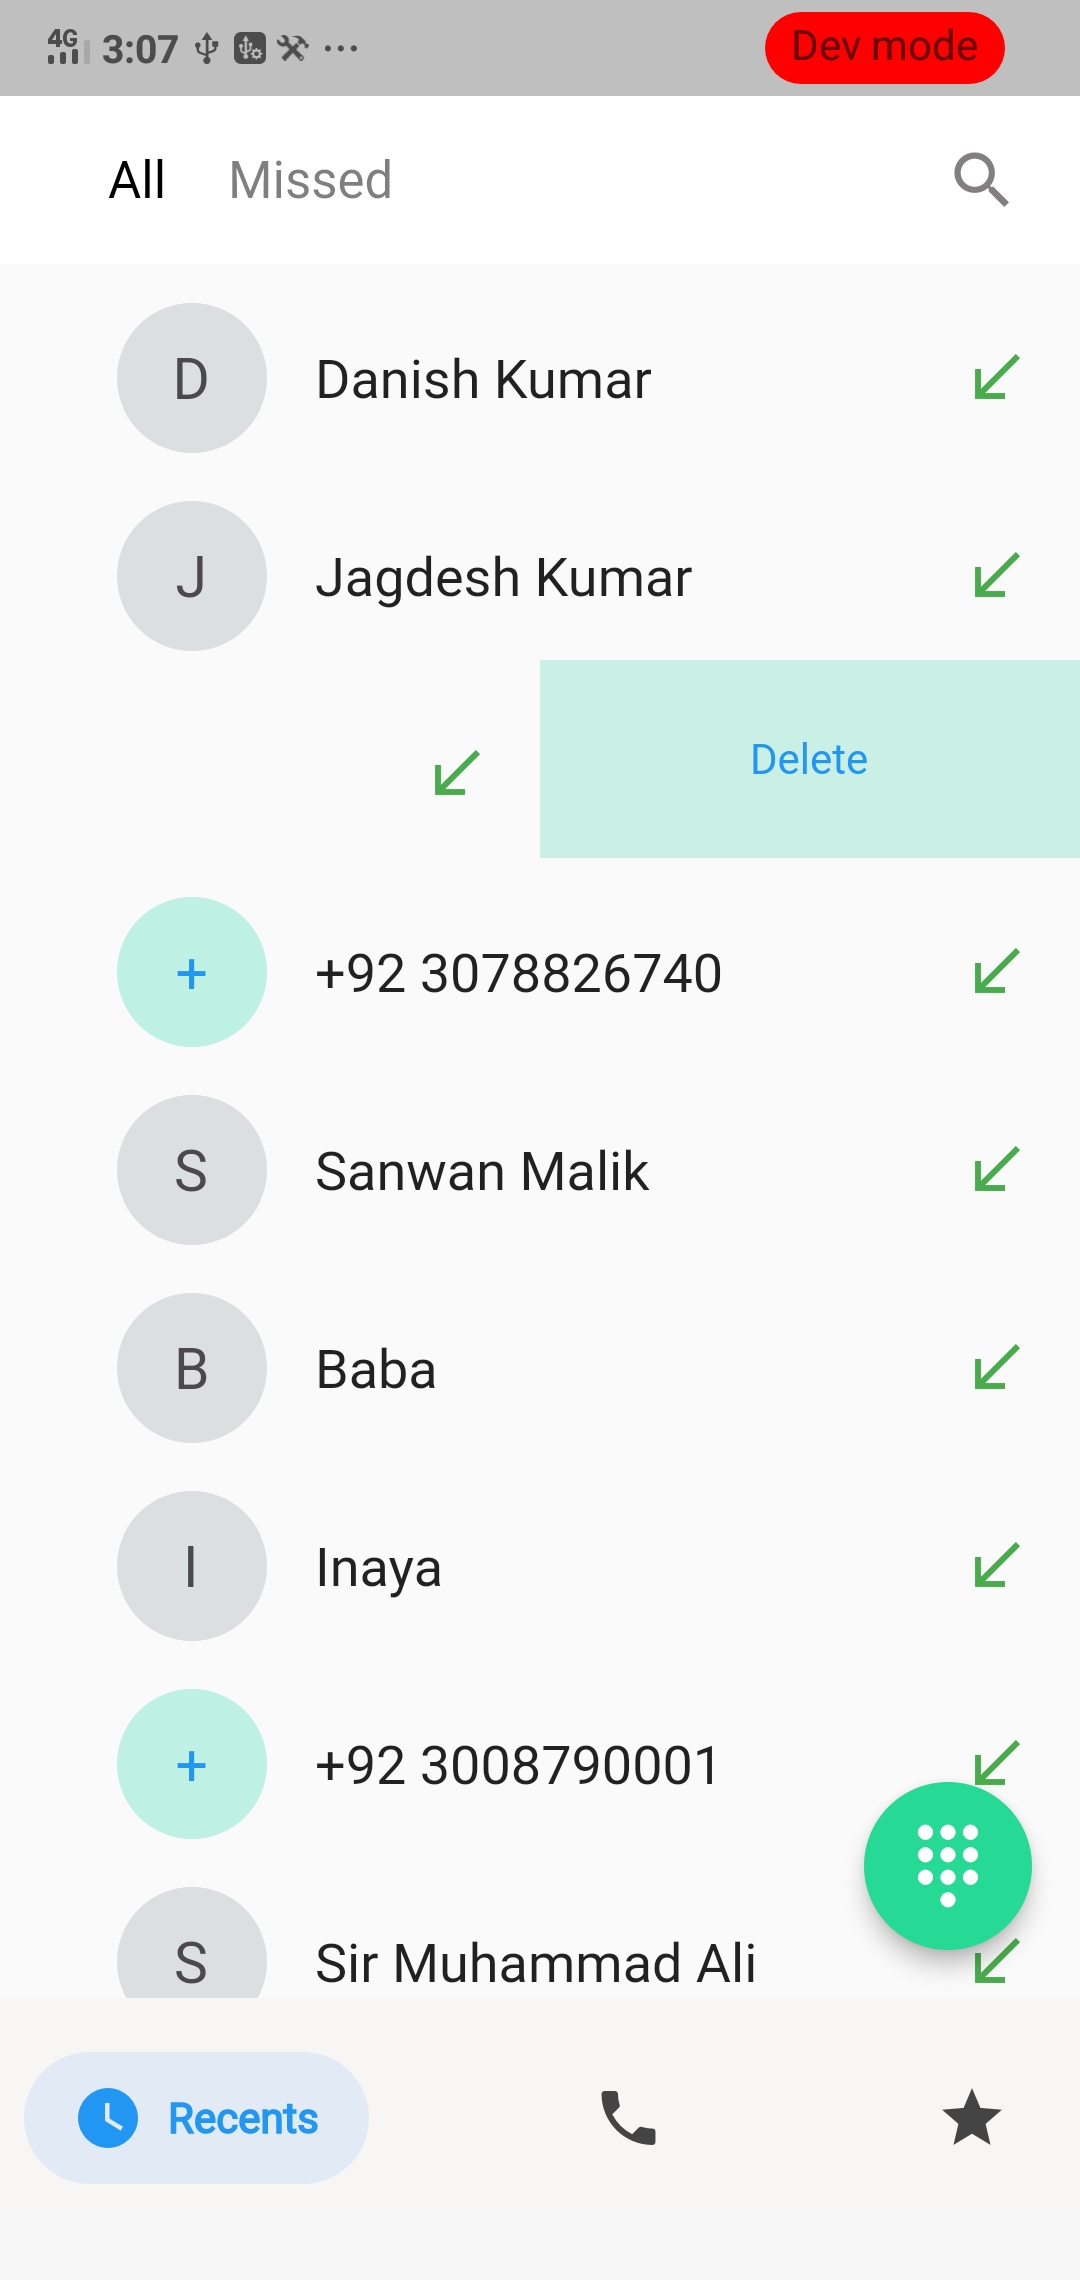 4G 3:07 Dev mode
All Missed
D Danish Kumar
J Jagdesh Kumar
Delete
+ +92 3078826740
S Sanwan Malik
B Baba
I Inaya
+ +92 3008790001
S Sir Muhammad Ali
Recents